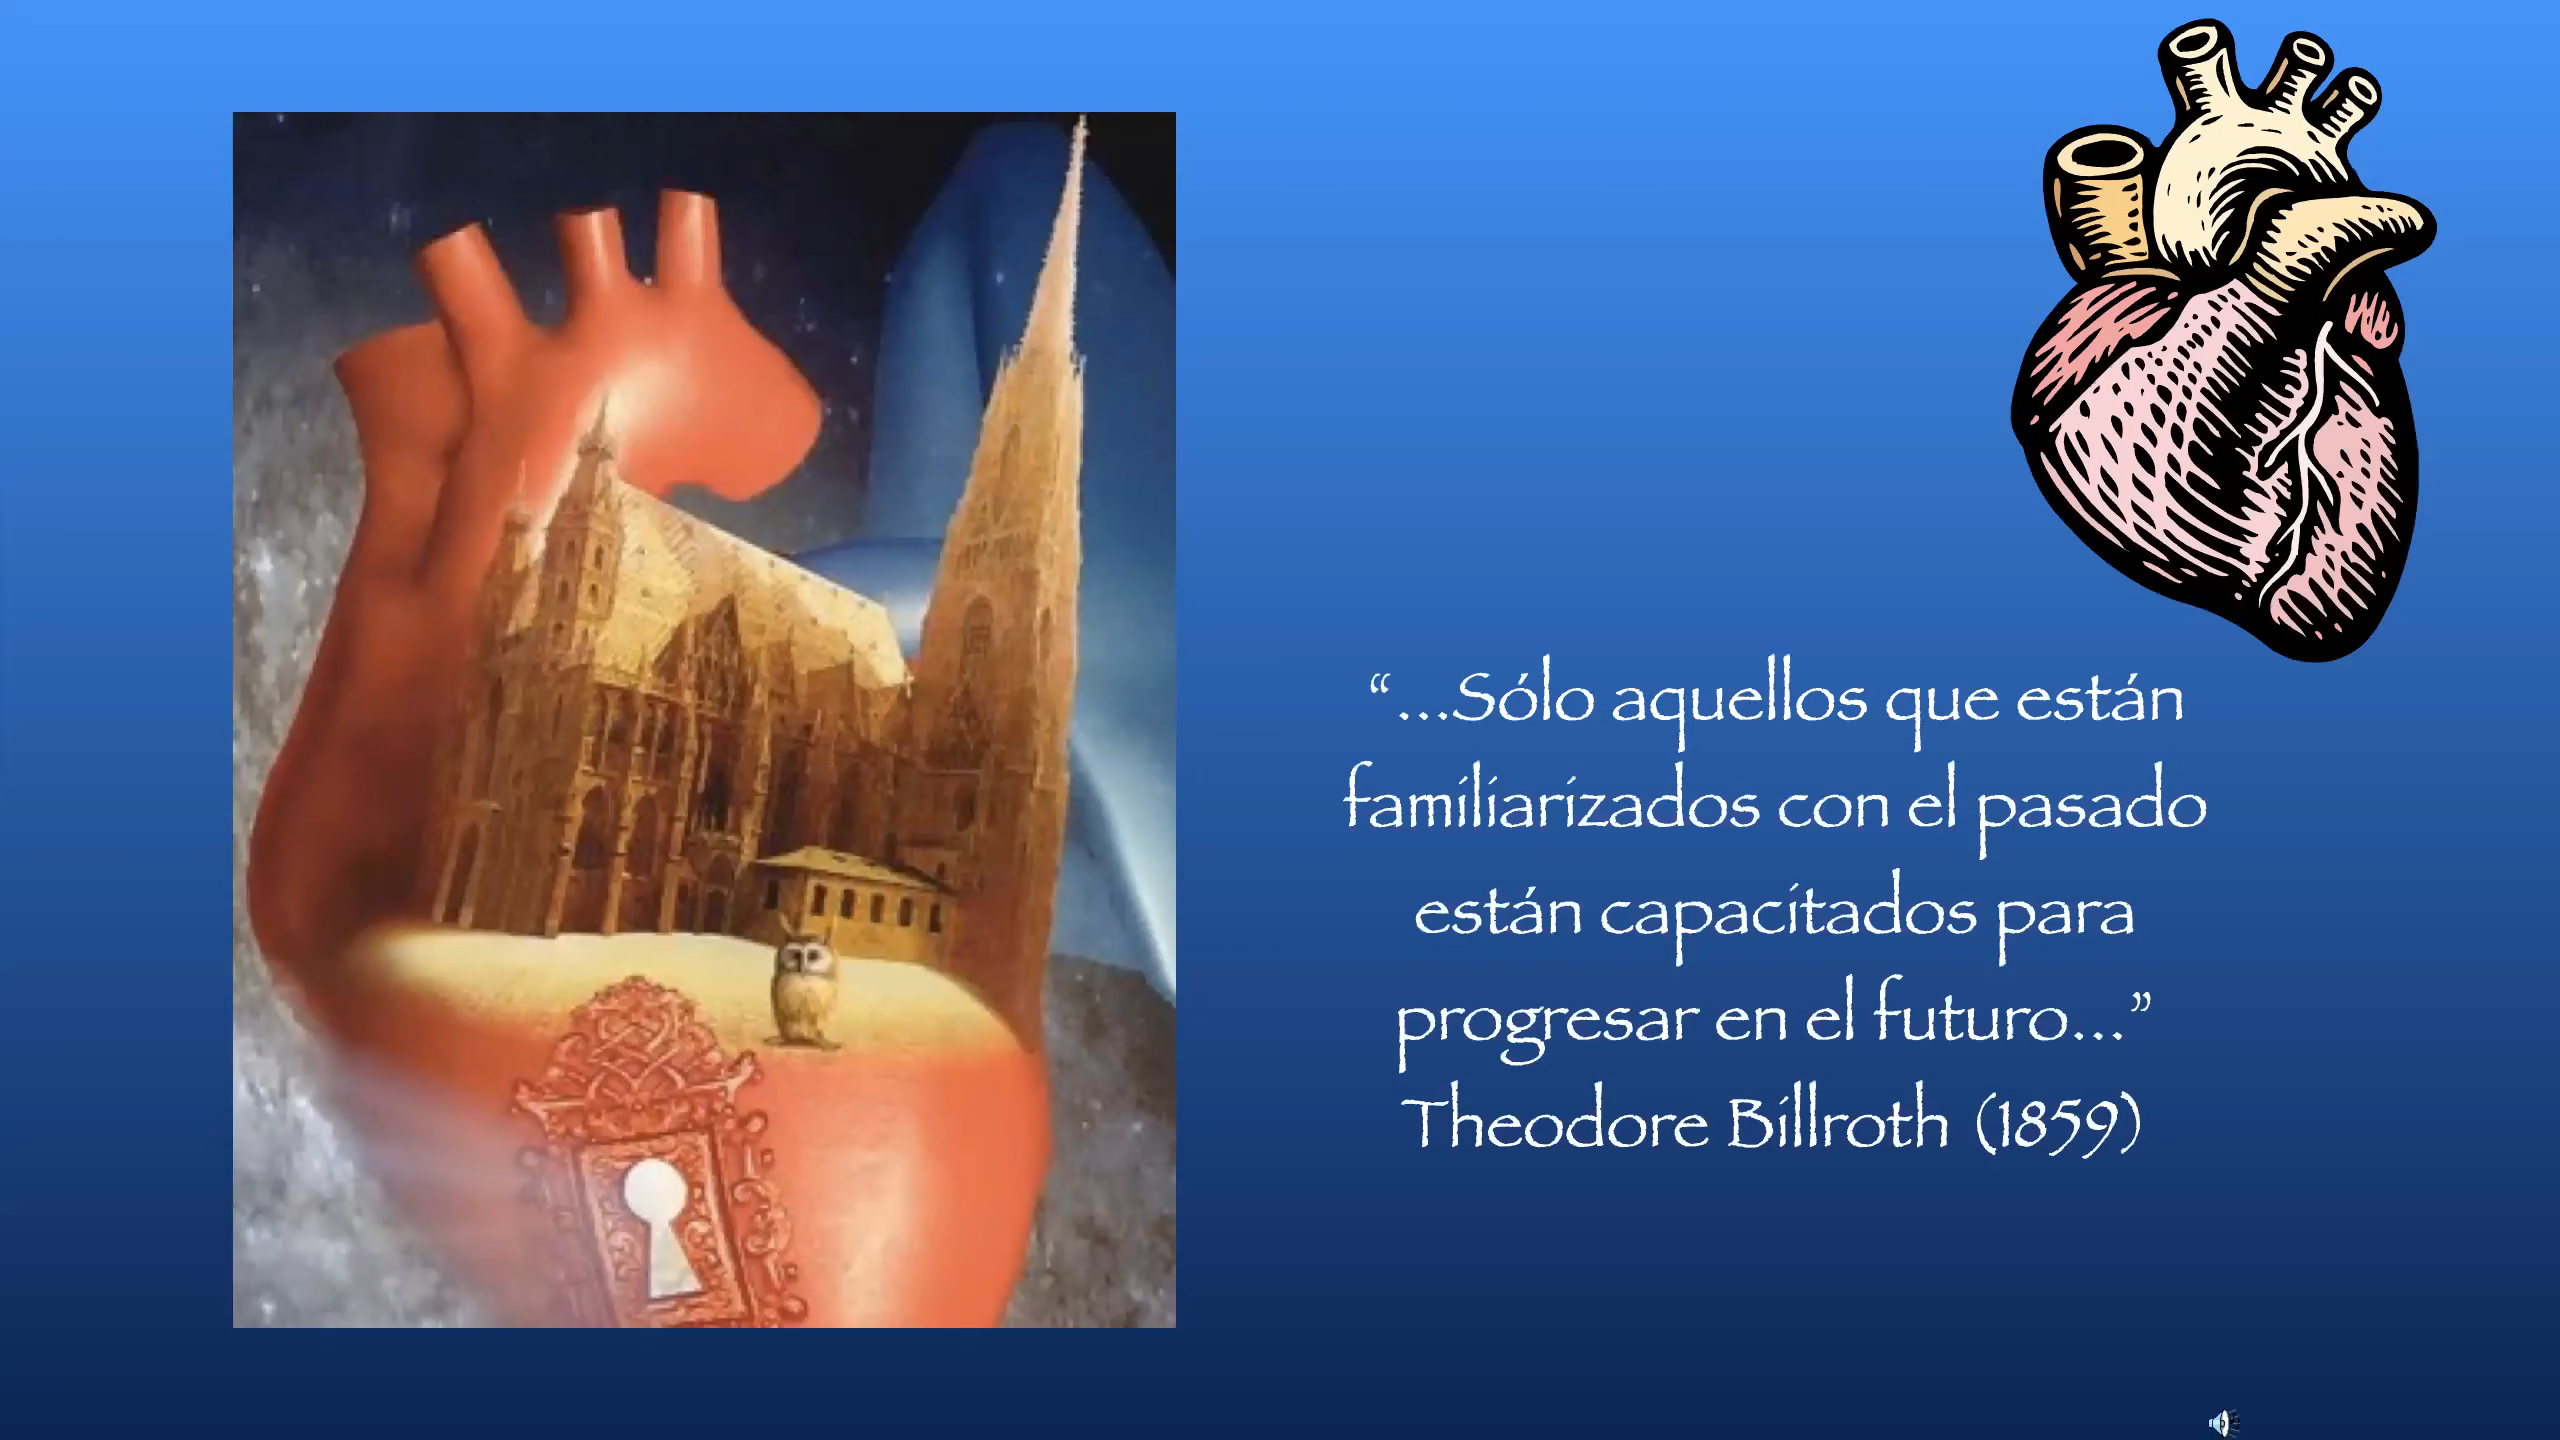 “...Sólo aquellos que están
familiarizados con el pasado
están capacitados para
progresar en el futuro...”
Theodore Billroth (1859)